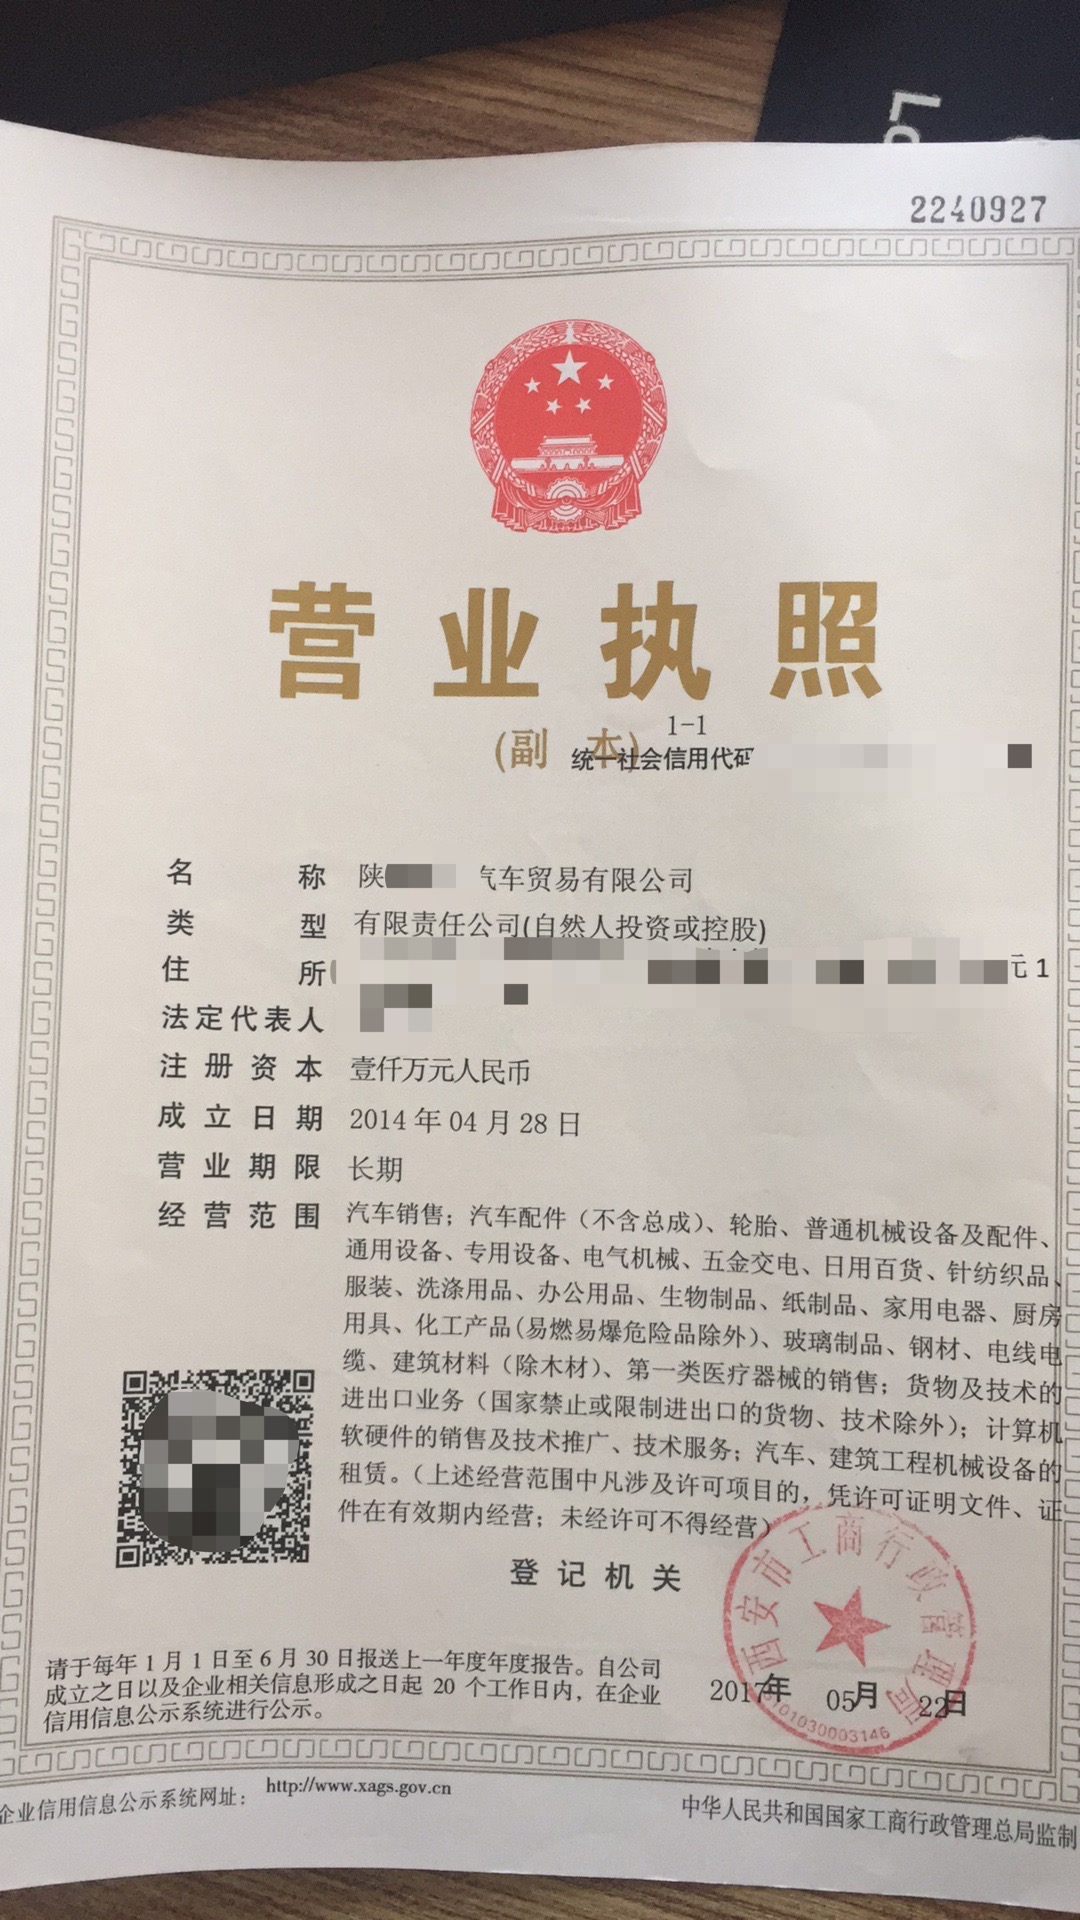 Lo
2240927
营业执照
(副 本) 1-1
统一社会信用代码
名 称 陕 汽车贸易有限公司
类 型 有限责任公司(自然人投资或控股)
住 所 元 1
法定代表人
注册资本 壹仟万元人民币
成立日期 2014 年 04 月 28 日
营业期限 长期
经营范围 汽车销售；汽车配件（不含总成）、轮胎、普通机械设备及配件、
通用设备、专用设备、电气机械、五金交电、日用百货、针纺织品、
服装、洗涤用品、办公用品、生物制品、纸制品、家用电器、厨房
用具、化工产品(易燃易爆危险品除外)、玻璃制品、钢材、电线电
缆、建筑材料（除木材）、第一类医疗器械的销售；货物及技术的
进出口业务（国家禁止或限制进出口的货物、技术除外）；计算机
软硬件的销售及技术推广、技术服务；汽车、建筑工程机械设备的
租赁。（上述经营范围中凡涉及许可项目的，凭许可证明文件、证
件在有效期内经营；未经许可不得经营）
登记机关
西安市工商行政管理局
6101030003146
2017年 05月 22日
请于每年 1 月 1 日至 6 月 30 日报送上一年度年度报告。自公司
成立之日以及企业相关信息形成之日起 20 个工作日内，在企业
信用信息公示系统进行公示。
企业信用信息公示系统网址： http://www.xags.gov.cn
中华人民共和国国家工商行政管理总局监制